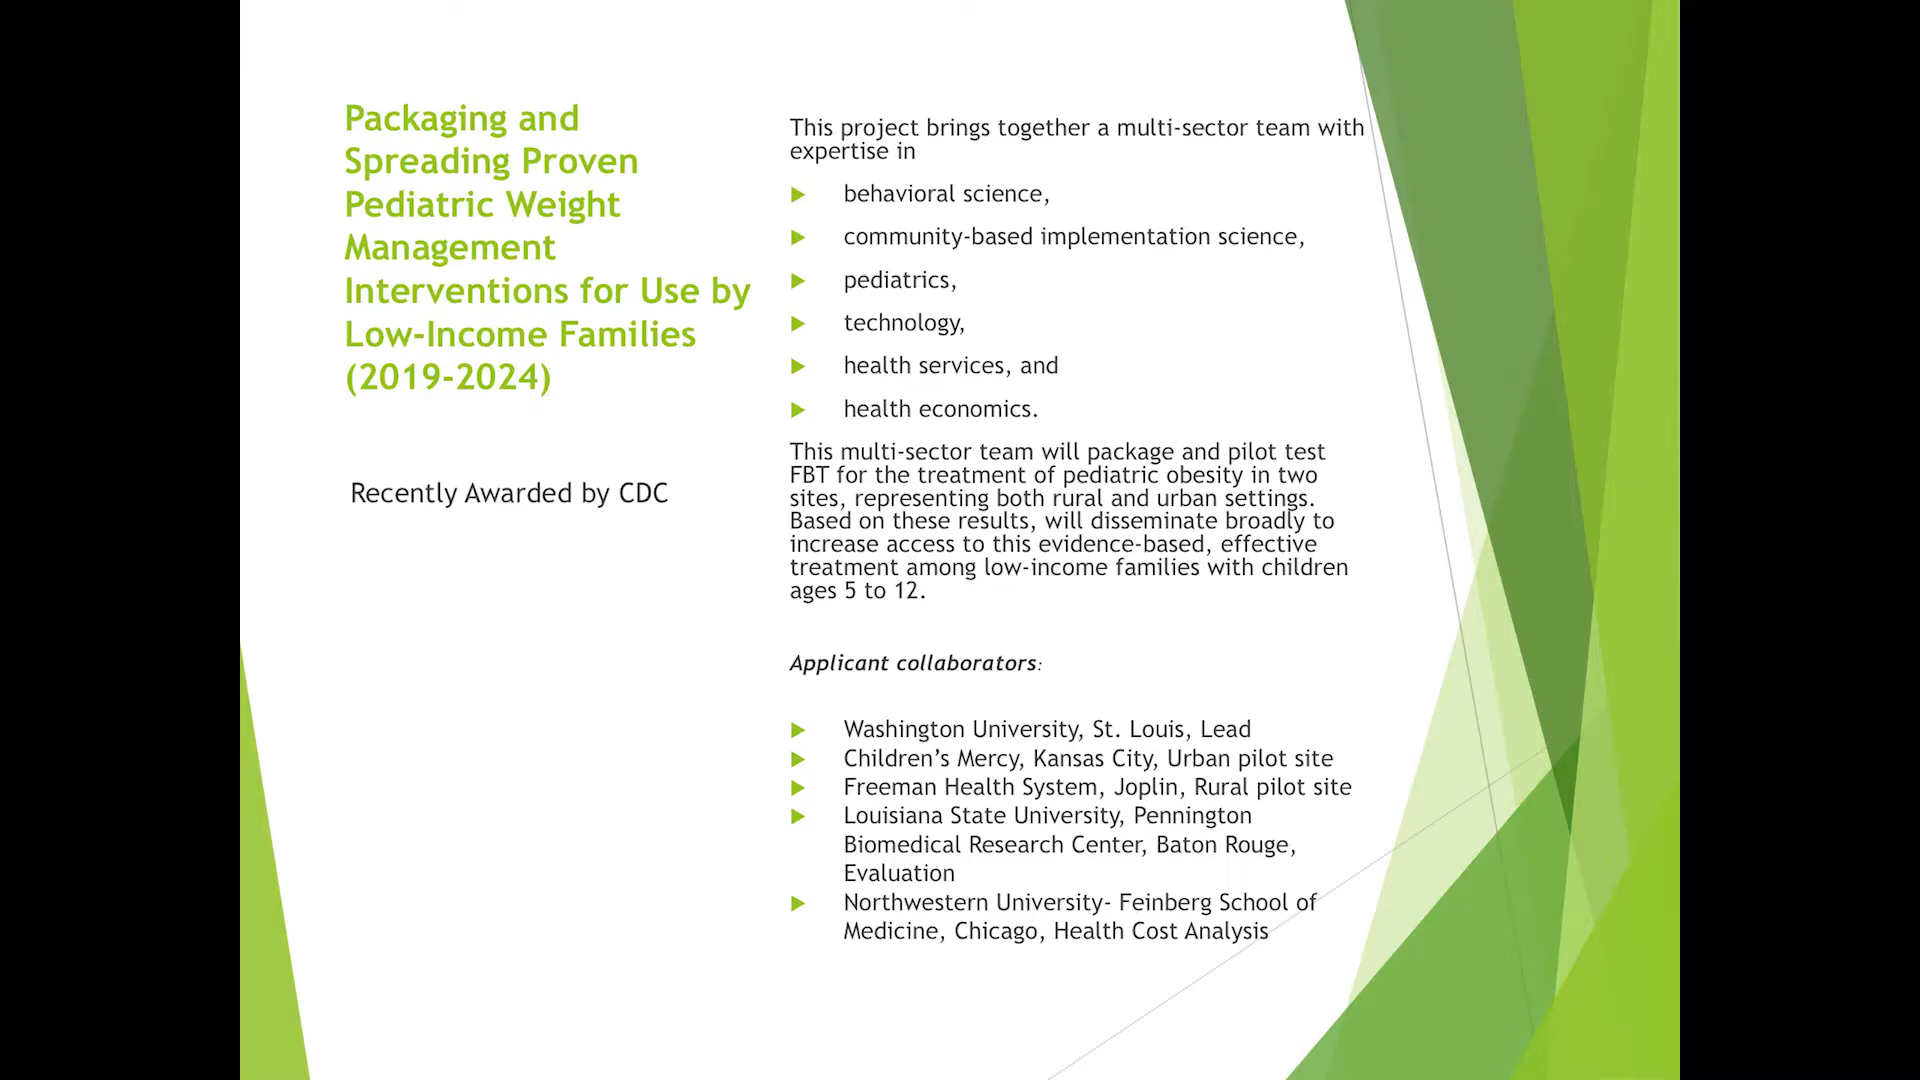 Packaging and
Spreading Proven
Pediatric Weight
Management
Interventions for Use by
Low-Income Families
(2019-2024)
Recently Awarded by CDC
This project brings together a multi-sector team with
expertise in
behavioral science,
community-based implementation science,
pediatrics,
technology,
health services, and
health economics.
This multi-sector team will package and pilot test
FBT for the treatment of pediatric obesity in two
sites, representing both rural and urban settings.
Based on these results, will disseminate broadly to
increase access to this evidence-based, effective
treatment among low-income families with children
ages 5 to 12.
Applicant collaborators:
Washington University, St. Louis, Lead
Children’s Mercy, Kansas City, Urban pilot site
Freeman Health System, Joplin, Rural pilot site
Louisiana State University, Pennington
Biomedical Research Center, Baton Rouge,
Evaluation
Northwestern University- Feinberg School of
Medicine, Chicago, Health Cost Analysis